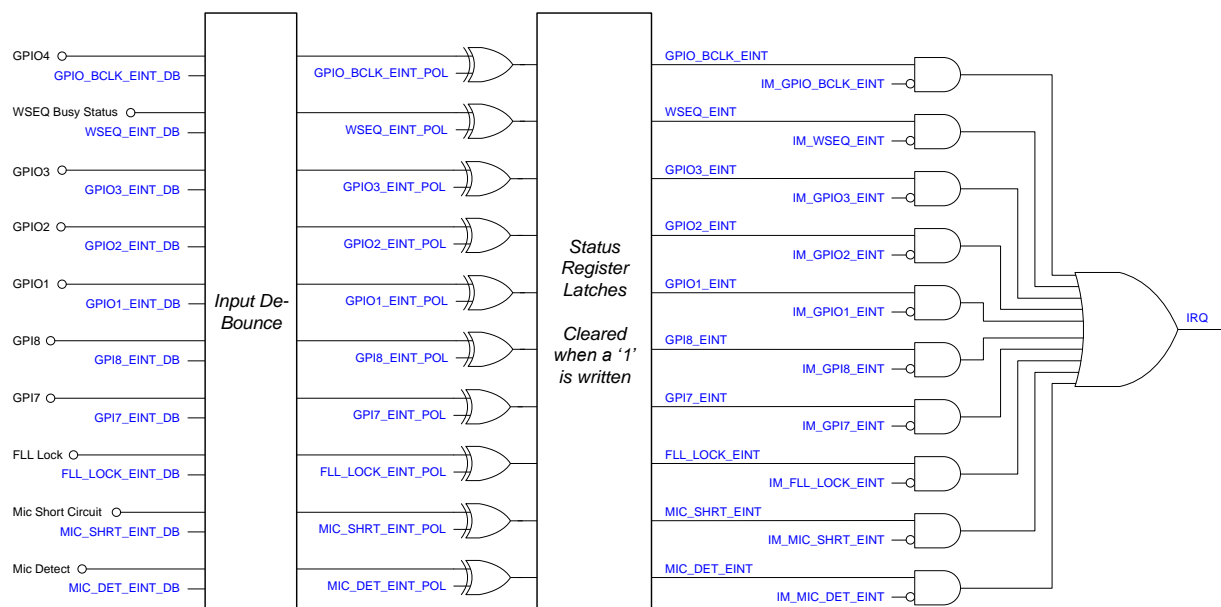 GPIO4
GPIO_BCLK_EINT_DB
WSEQ Busy Status
WSEQ_EINT_DB
GPIO3
GPIO3_EINT_DB
GPIO2
GPIO2_EINT_DB
GPIO1
GPIO1_EINT_DB
GPI8
GPI8_EINT_DB
GPI7
GPI7_EINT_DB
FLL Lock
FLL_LOCK_EINT_DB
Mic Short Circuit
MIC_SHRT_EINT_DB
Mic Detect
MIC_DET_EINT_DB
Input De-
Bounce
GPIO_BCLK_EINT_POL
WSEQ_EINT_POL
GPIO3_EINT_POL
GPIO2_EINT_POL
GPIO1_EINT_POL
GPI8_EINT_POL
GPI7_EINT_POL
FLL_LOCK_EINT_POL
MIC_SHRT_EINT_POL
MIC_DET_EINT_POL
Status
Register
Latches
Cleared
when a ‘1’
is written
GPIO_BCLK_EINT
IM_GPIO_BCLK_EINT
WSEQ_EINT
IM_WSEQ_EINT
GPIO3_EINT
IM_GPIO3_EINT
GPIO2_EINT
IM_GPIO2_EINT
GPIO1_EINT
IM_GPIO1_EINT
GPI8_EINT
IM_GPI8_EINT
GPI7_EINT
IM_GPI7_EINT
FLL_LOCK_EINT
IM_FLL_LOCK_EINT
MIC_SHRT_EINT
IM_MIC_SHRT_EINT
MIC_DET_EINT
IM_MIC_DET_EINT
IRQ